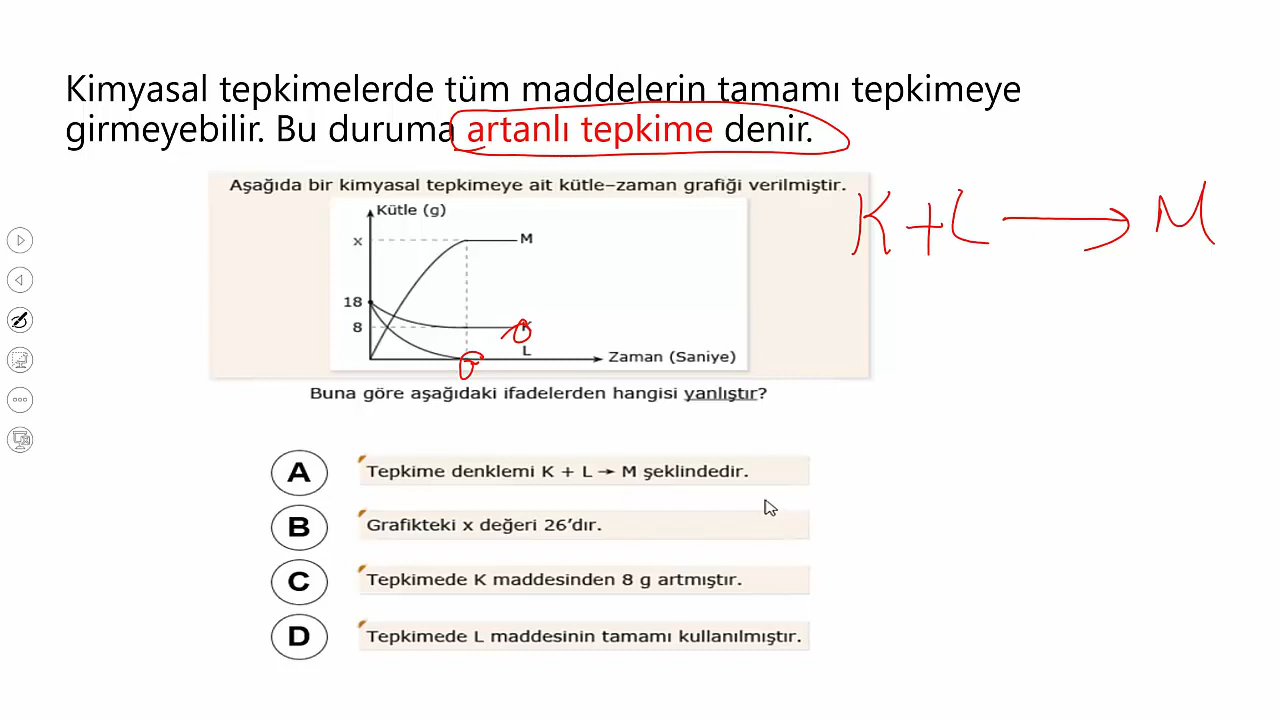 Kimyasal tepkimelerde tüm maddelerin tamamı tepkimeye
girmeyebilir. Bu duruma artanlı tepkime denir.
Aşağıda bir kimyasal tepkimeye ait kütle–zaman grafiği verilmiştir.
K+L → M
Kütle (g)
x
M
18
8
K
L
Zaman (Saniye)
Buna göre aşağıdaki ifadelerden hangisi yanlıştır?
A Tepkime denklemi K + L → M şeklindedir.
B Grafikteki x değeri 26’dır.
C Tepkimede K maddesinden 8 g artmıştır.
D Tepkimede L maddesinin tamamı kullanılmıştır.